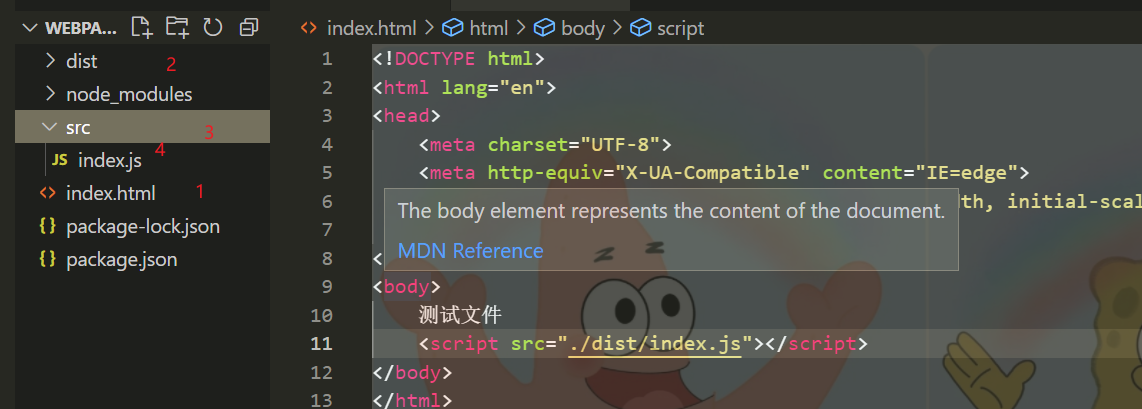 WEBPA...
dist 2
node_modules
src 3
JS index.js 4
index.html 1
package-lock.json
package.json
index.html > html > body > script
1 <!DOCTYPE html>
2 <html lang="en">
3 <head>
4 <meta charset="UTF-8">
5 <meta http-equiv="X-UA-Compatible" content="IE=edge">
6 th, initial-scal
The body element represents the content of the document.
7
MDN Reference
8 <
9 <body>
10 测试文件
11 <script src="./dist/index.js"></script>
12 </body>
13 </html>